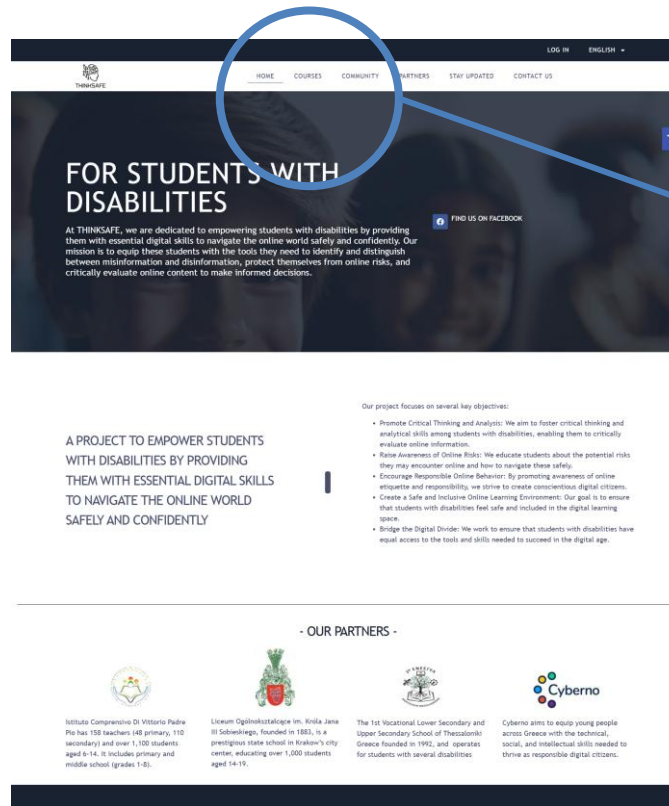 LOG IN ENGLISH
THINKSAFE
HOME COURSES COMMUNITY PARTNERS STAY UPDATED CONTACT US
FOR STUDENTS WITH
DISABILITIES
At THINKSAFE, we are dedicated to empowering students with disabilities by providing
them with essential digital skills to navigate the online world safely and confidently. Our
mission is to equip these students with the tools they need to identify and distinguish
between misinformation and disinformation, protect themselves from online risks, and
critically evaluate online content to make informed decisions.
FIND US ON FACEBOOK
A PROJECT TO EMPOWER STUDENTS
WITH DISABILITIES BY PROVIDING
THEM WITH ESSENTIAL DIGITAL SKILLS
TO NAVIGATE THE ONLINE WORLD
SAFELY AND CONFIDENTLY
Our project focuses on several key objectives:
• Promote Critical Thinking and Analysis: We aim to foster critical thinking and
analytical skills among students with disabilities, enabling them to critically
evaluate online information.
• Raise Awareness of Online Risks: We educate students about the potential risks
they may encounter online and how to navigate these safely.
• Encourage Responsible Online Behavior: By promoting awareness of online
etiquette and responsibility, we strive to create conscientious digital citizens.
• Create a Safe and Inclusive Online Learning Environment: Our goal is to ensure
that students with disabilities feel safe and included in the digital learning
space.
• Bridge the Digital Divide: We work to ensure that students with disabilities have
equal access to the tools and skills needed to succeed in the digital age.
- OUR PARTNERS -
Istituto Comprensivo Di Vittorio Padre
Pio has 158 teachers (48 primary, 110
secondary) and over 1,100 students
aged 6-14. It includes primary and
middle school (grades 1-8).
Liceum Ogólnokształcące im. Króla Jana
III Sobieskiego, founded in 1883, is a
prestigious state school in Krakow's city
center, educating over 1,000 students
aged 14-19.
The 1st Vocational Lower Secondary and
Upper Secondary School of Thessaloniki
Greece founded in 1992, and operates
for students with several disabilities
Cyberno
Cyberno aims to equip young people
across Greece with the technical,
social, and intellectual skills needed to
thrive as responsible digital citizens.